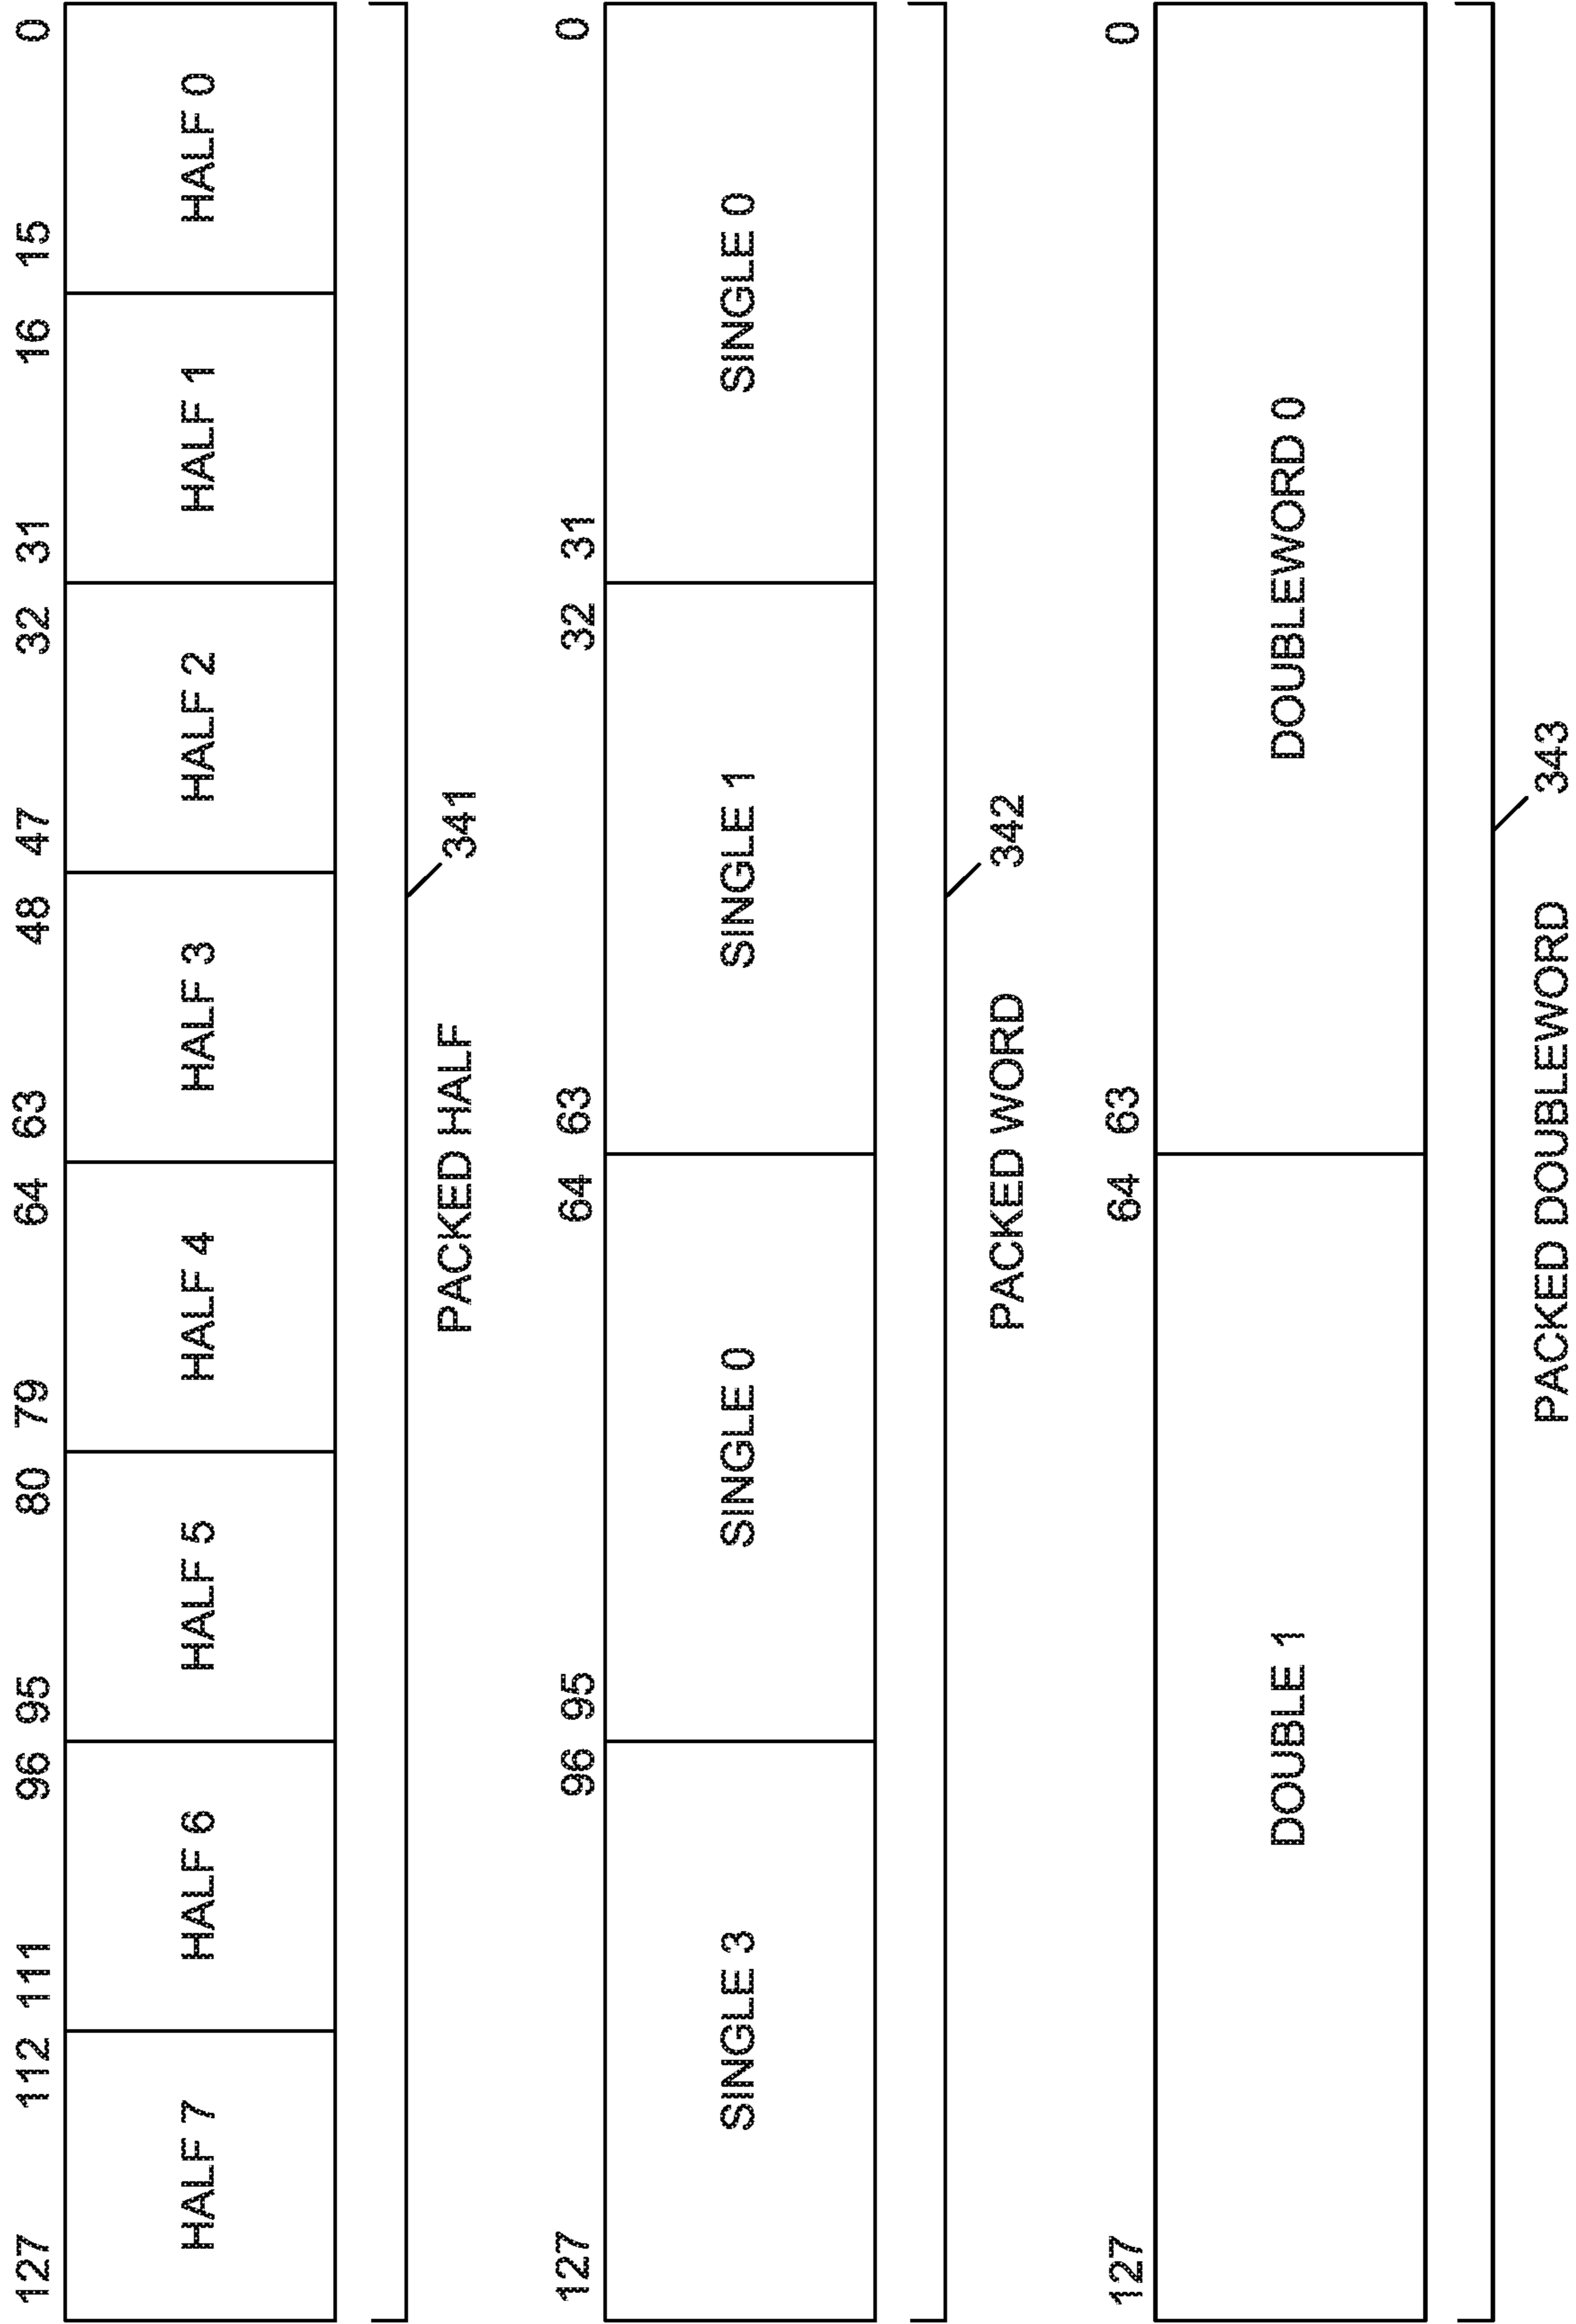 127 112 111 96 95 80 79 64 63 48 47 32 31 16 15 0
HALF 7 HALF 6 HALF 5 HALF 4 HALF 3 HALF 2 HALF 1 HALF 0
341
PACKED HALF
127 96 95 64 63 32 31 0
SINGLE 3 SINGLE 0 SINGLE 1 SINGLE 0
342
PACKED WORD
127 64 63 0
DOUBLE 1 DOUBLEWORD 0
343
PACKED DOUBLEWORD